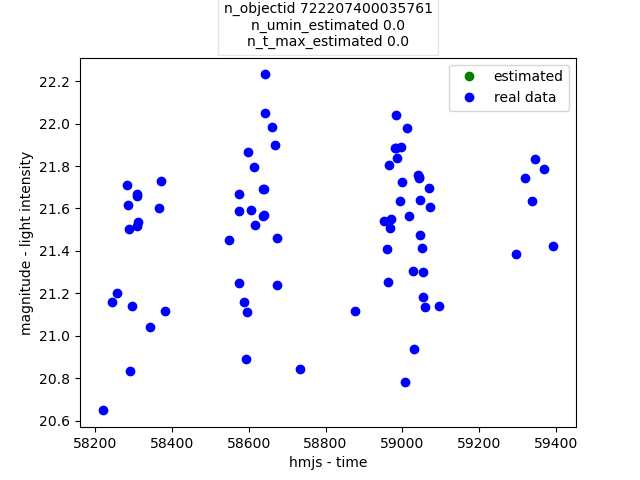 n_objectid 722207400035761
n_umin_estimated 0.0
n_t_max_estimated 0.0
estimated
real data
magnitude - light intensity
22.2
22.0
21.8
21.6
21.4
21.2
21.0
20.8
20.6
58200 58400 58600 58800 59000 59200 59400
hmjs - time